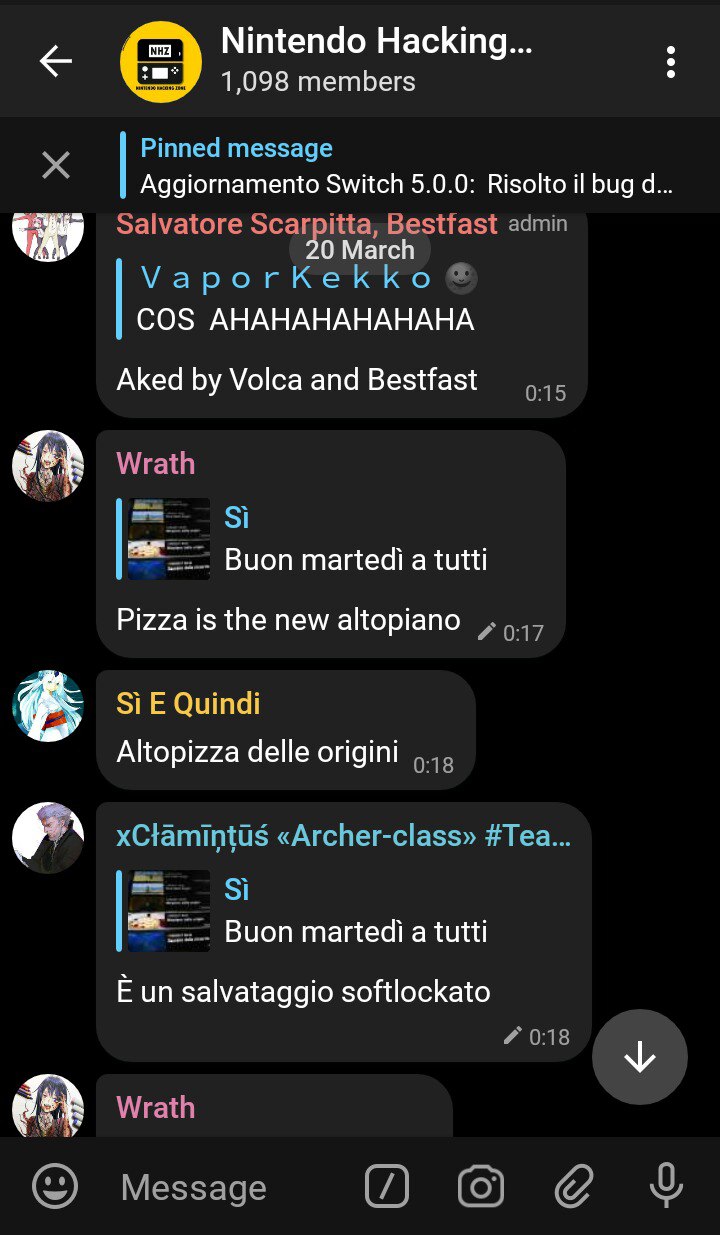 NHZ
NINTENDO HACKING ZONE
Nintendo Hacking…
1,098 members
Pinned message
Aggiornamento Switch 5.0.0: Risolto il bug d…
Salvatore Scarpitta, Bestfast admin
20 March
ＶａｐｏｒＫｅｋｋｏ🌚
COS AHAHAHAHAHAHA
Aked by Volca and Bestfast 0:15
Wrath
Sì
Buon martedì a tutti
Pizza is the new altopiano 0:17
Sì E Quindi
Altopizza delle origini 0:18
xCłāmīņțūś «Archer-class» #Tea…
Sì
Buon martedì a tutti
È un salvataggio softlockato
0:18
Wrath
Message